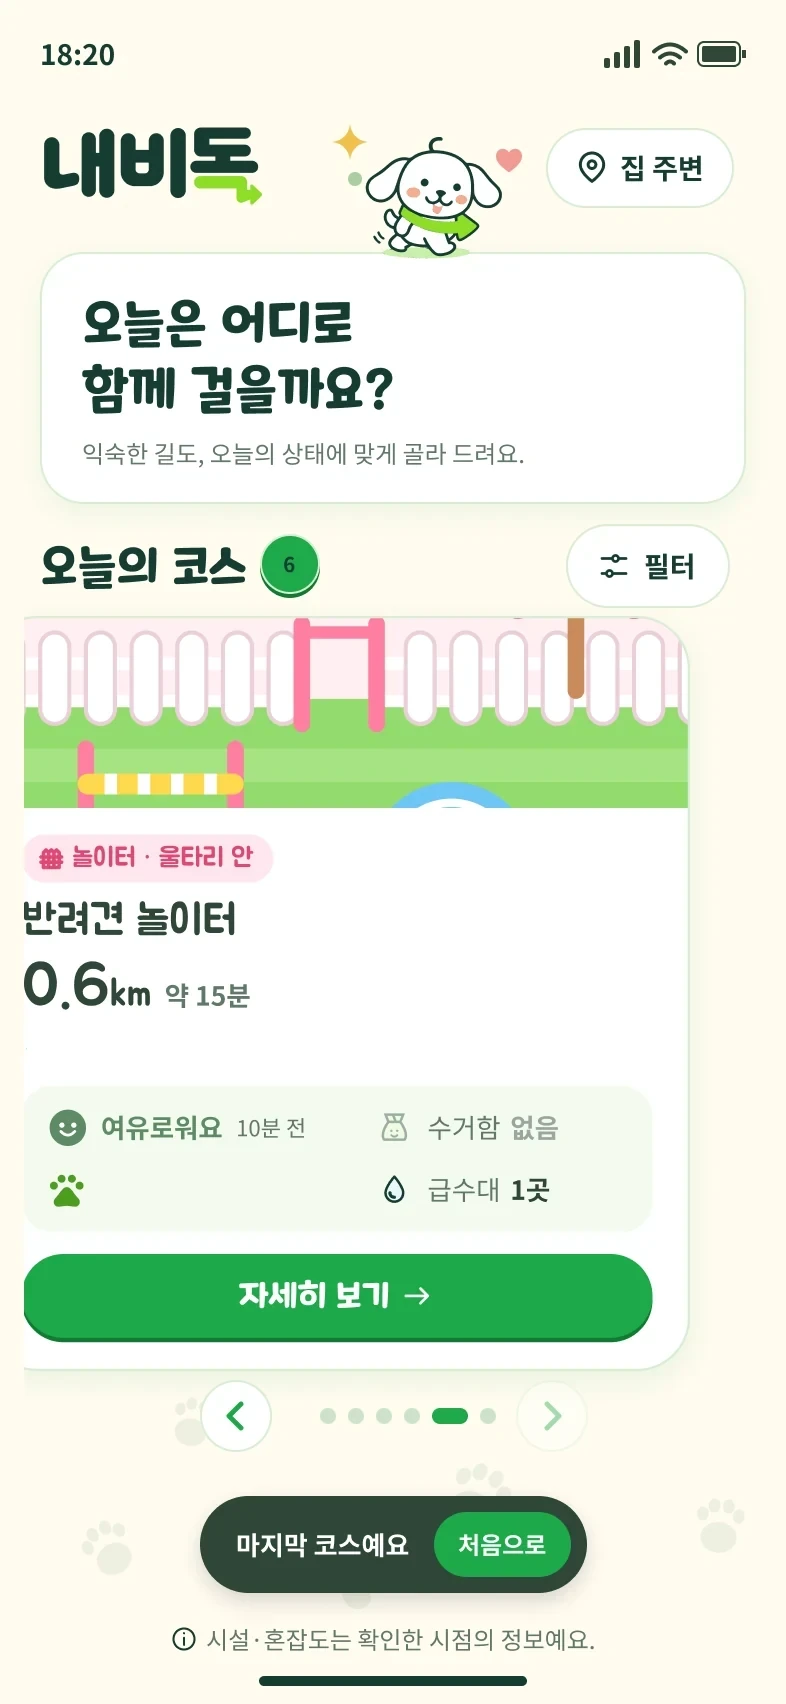 18:20
내비독
집 주변
오늘은 어디로
함께 걸을까요?
익숙한 길도, 오늘의 상태에 맞게 골라 드려요.
오늘의 코스 6
필터
놀이터 · 울타리 안
반려견 놀이터
0.6km 약 15분
여유로워요 10분 전
수거함 없음
급수대 1곳
자세히 보기 →
마지막 코스예요 처음으로
시설·혼잡도는 확인한 시점의 정보예요.